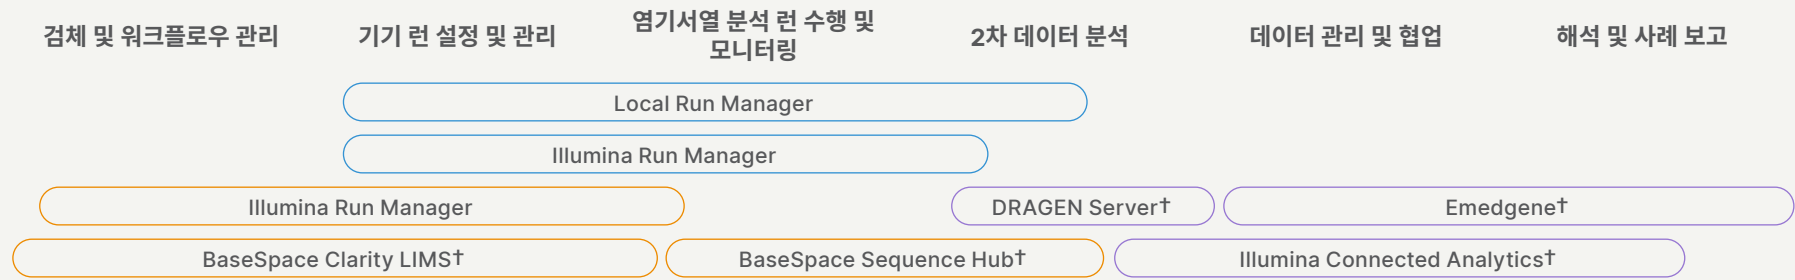 검체 및 워크플로우 관리
기기 런 설정 및 관리
염기서열 분석 런 수행 및
모니터링
2차 데이터 분석
데이터 관리 및 협업
해석 및 사례 보고
Local Run Manager
Illumina Run Manager
Illumina Run Manager
DRAGEN Server†
Emedgene†
BaseSpace Clarity LIMS†
BaseSpace Sequence Hub†
Illumina Connected Analytics†